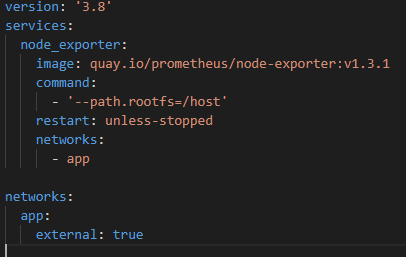 version: '3.8'
services:
  node_exporter:
    image: quay.io/prometheus/node-exporter:v1.3.1
    command:
      - '--path.rootfs=/host'
    restart: unless-stopped
    networks:
      - app

networks:
  app:
    external: true